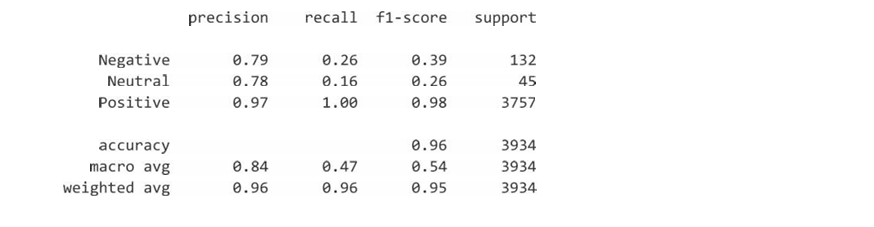 precision recall f1-score support
Negative 0.79 0.26 0.39 132
Neutral 0.78 0.16 0.26 45
Positive 0.97 1.00 0.98 3757
accuracy 0.96 3934
macro avg 0.84 0.47 0.54 3934
weighted avg 0.96 0.96 0.95 3934